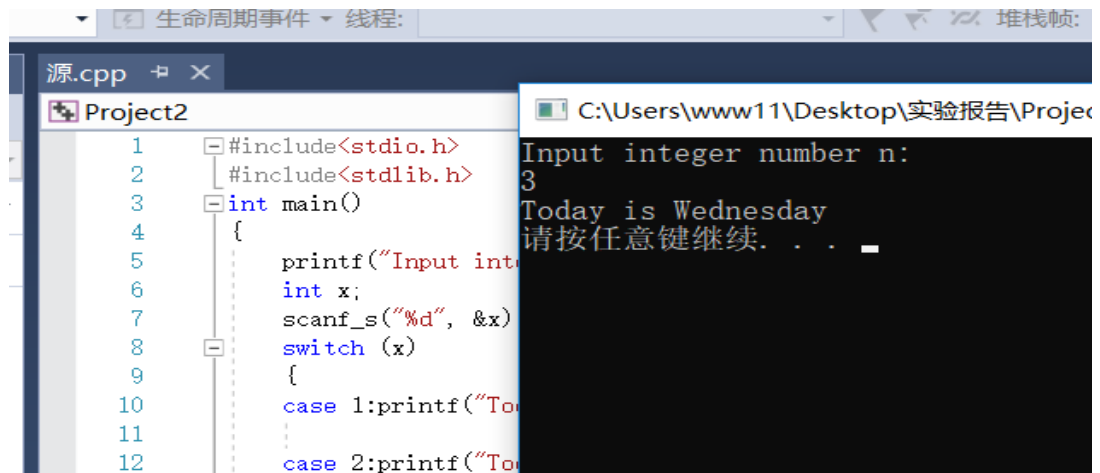 生命周期事件 线程: 堆栈帧:
源.cpp
Project2
1 #include<stdio.h>
2 #include<stdlib.h>
3 int main()
4 {
5 printf("Input
6 int x;
7 scanf_s("%d", &x)
8 switch (x)
9 {
10 case 1:printf("To
11
12 case 2:printf("To
C:\Users\www11\Desktop\实验报告\Projec
Input integer number n:
3
Today is Wednesday
请按任意键继续. . .